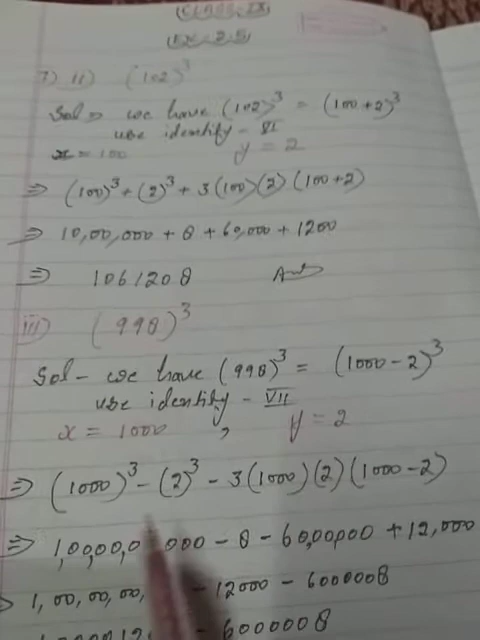 CLASS IX
EX 2.5
7) ii) (102)³
Sol⇒ we have (102)³ = (100+2)³
use identity - VI
x = 100 y = 2
⇒ (100)³ + (2)³ + 3(100)(2)(100+2)
⇒ 10,00,000 + 8 + 60,000 + 1200
⇒ 1061208 Ans
iii) (998)³
Sol - we have (998)³ = (1000 - 2)³
use identity - VII
x = 1000 , y = 2
⇒ (1000)³ - (2)³ - 3(1000)(2)(1000-2)
⇒ 000 - 8 - 60,00,000 + 12,000
1,00,00,00, - 12000 - 6000008
6000008